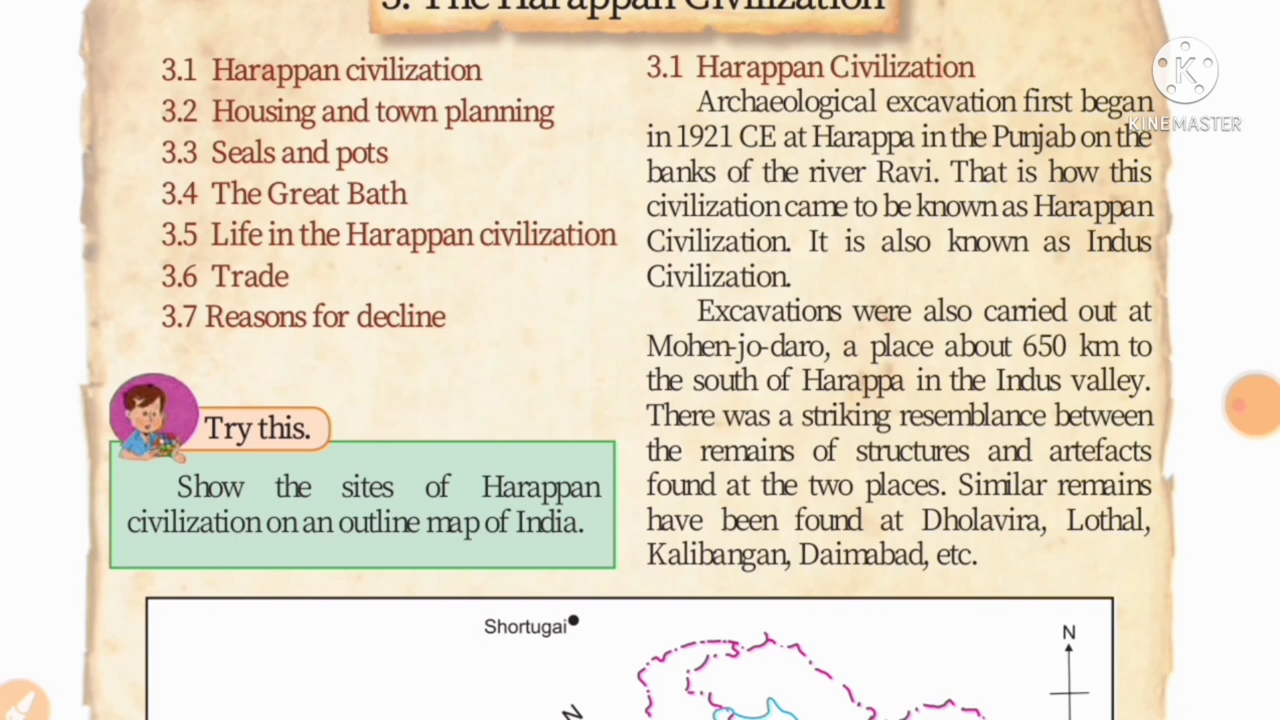 3. The Harappan Civilization
3.1 Harappan civilization
3.2 Housing and town planning
3.3 Seals and pots
3.4 The Great Bath
3.5 Life in the Harappan civilization
3.6 Trade
3.7 Reasons for decline
Try this.
Show the sites of Harappan
civilization on an outline map of India.
3.1 Harappan Civilization
Archaeological excavation first began
in 1921 CE at Harappa in the Punjab on the
banks of the river Ravi. That is how this
civilization came to be known as Harappan
Civilization. It is also known as Indus
Civilization.
Excavations were also carried out at
Mohen-jo-daro, a place about 650 km to
the south of Harappa in the Indus valley.
There was a striking resemblance between
the remains of structures and artefacts
found at the two places. Similar remains
have been found at Dholavira, Lothal,
Kalibangan, Daimabad, etc.
K
KINEMASTER
Shortugai
N
N